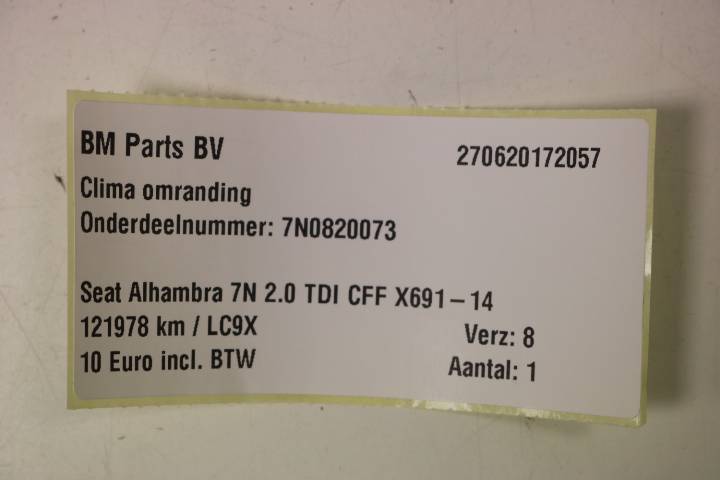 BM Parts BV 270620172057
Clima omranding
Onderdeelnummer: 7N0820073
Seat Alhambra 7N 2.0 TDI CFF X691-14
121978 km / LC9X Verz: 8
10 Euro incl. BTW Aantal: 1